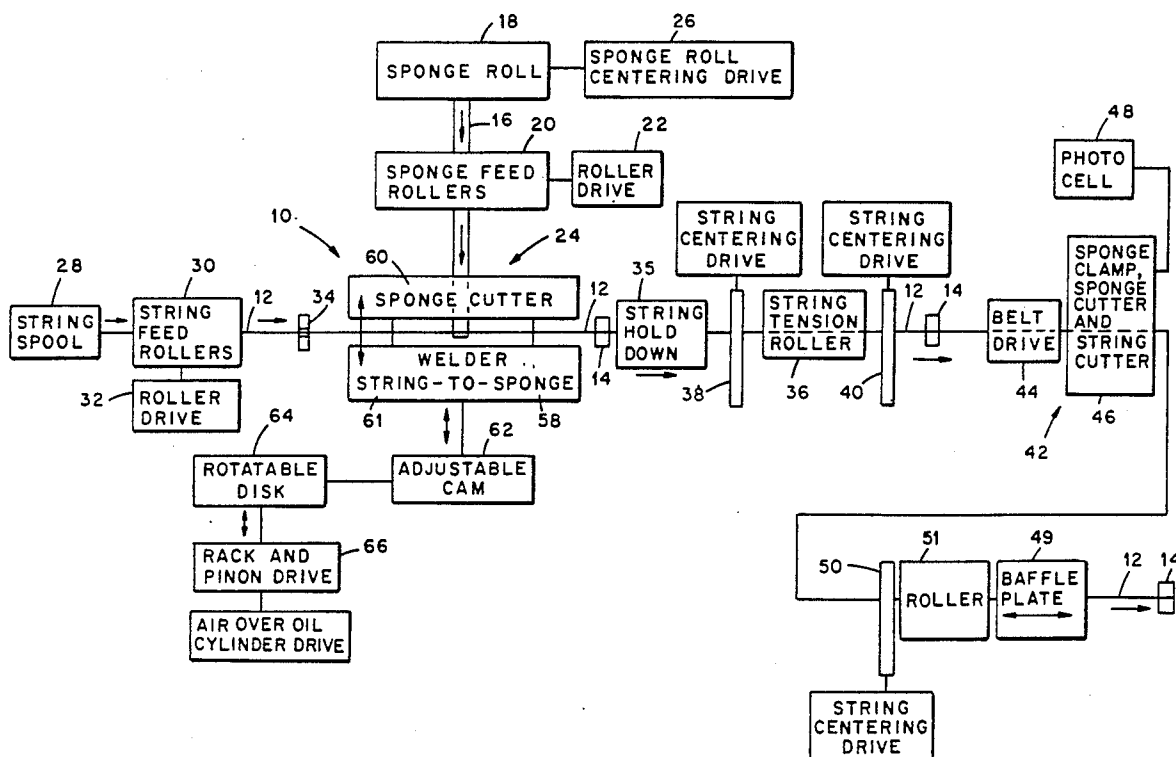 18
26
SPONGE ROLL
SPONGE ROLL
CENTERING DRIVE
16
20
22
48
SPONGE FEED
ROLLERS
ROLLER
DRIVE
PHOTO
CELL
10
24
STRING
CENTERING DRIVE
STRING
CENTERING DRIVE
28
30
12
34
60
SPONGE CUTTER
12
35
14
STRING
SPOOL
STRING
FEED
ROLLERS
STRING
HOLD
DOWN
STRING
TENSION
ROLLER
12
14
BELT
DRIVE
SPONGE
CLAMP,
SPONGE
CUTTER
AND
STRING
CUTTER
32
ROLLER
DRIVE
WELDER
STRING-TO-SPONGE
61
58
14
38
36
40
44
46
42
64
62
ROTATABLE
DISK
ADJUSTABLE
CAM
66
RACK AND
PINON DRIVE
AIR OVER OIL
CYLINDER DRIVE
50
51
49
12
14
ROLLER
BAFFLE
PLATE
STRING
CENTERING
DRIVE